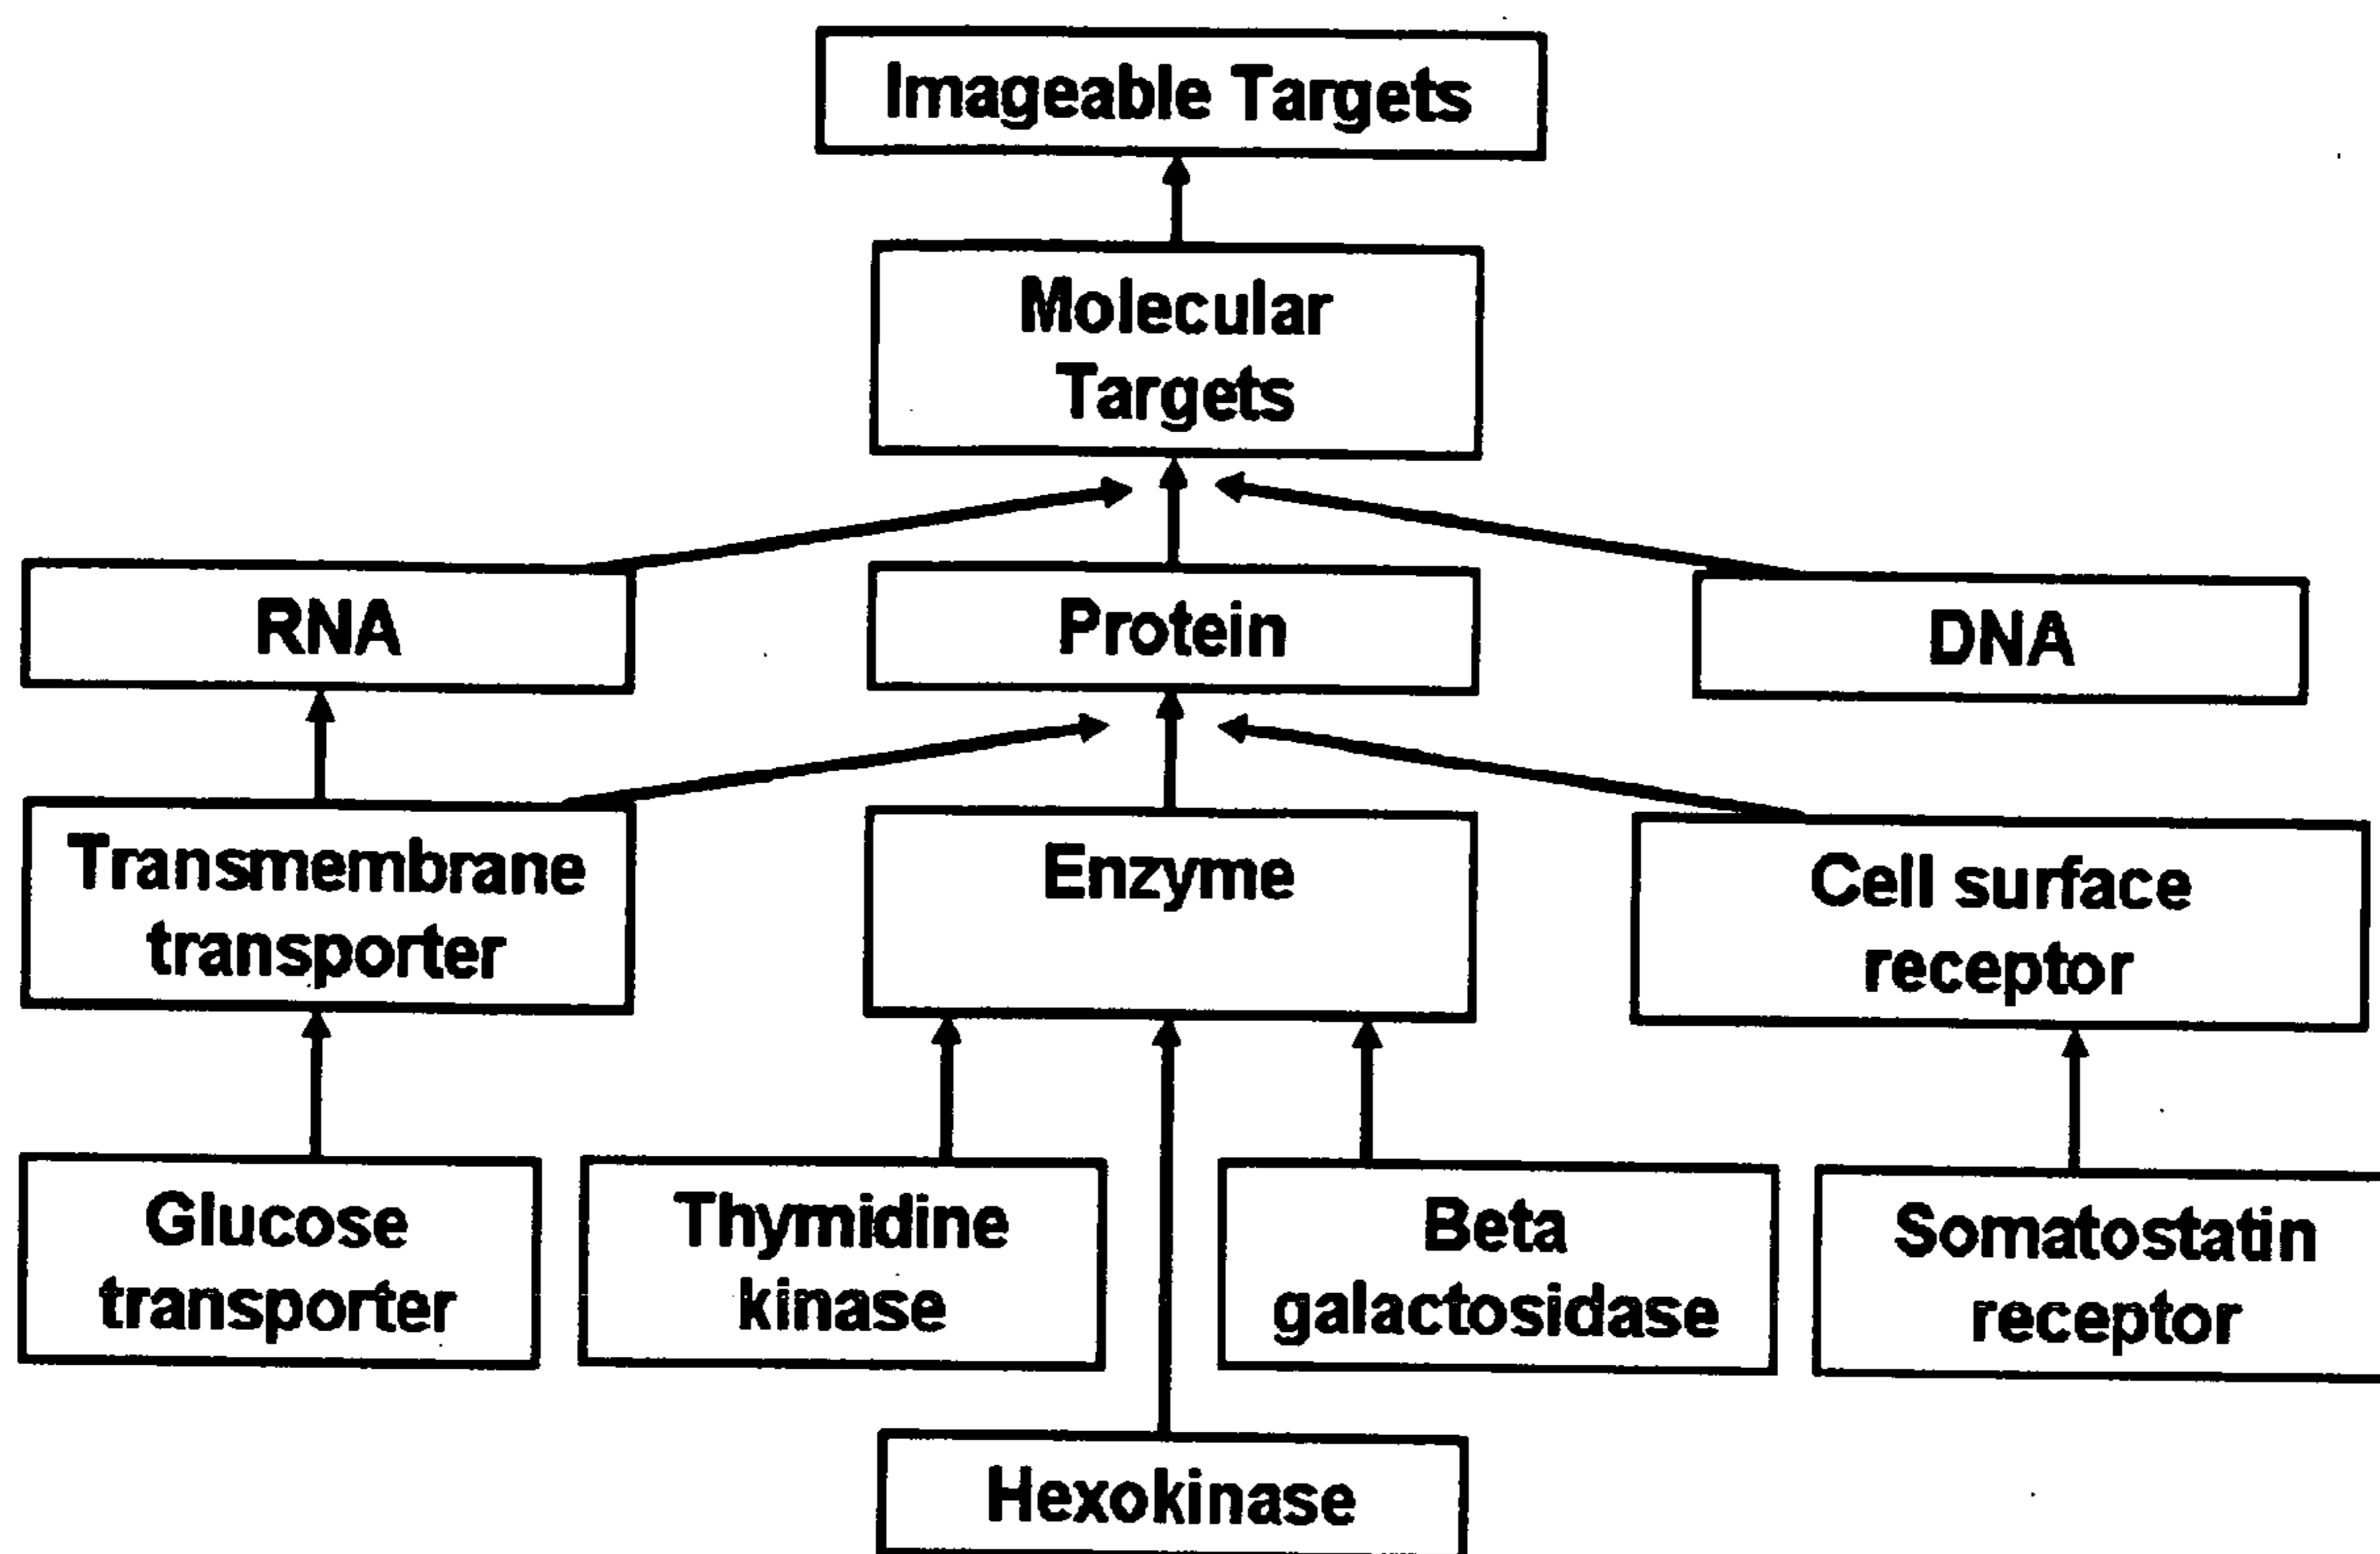 Imageable Targets
Molecular
Targets
RNA
Protein
DNA
Transmembrane
transporter
Enzyme
Cell surface
receptor
Glucose
transporter
Thymidine
kinase
Beta
galactosidase
Somatostatin
receptor
Hexokinase